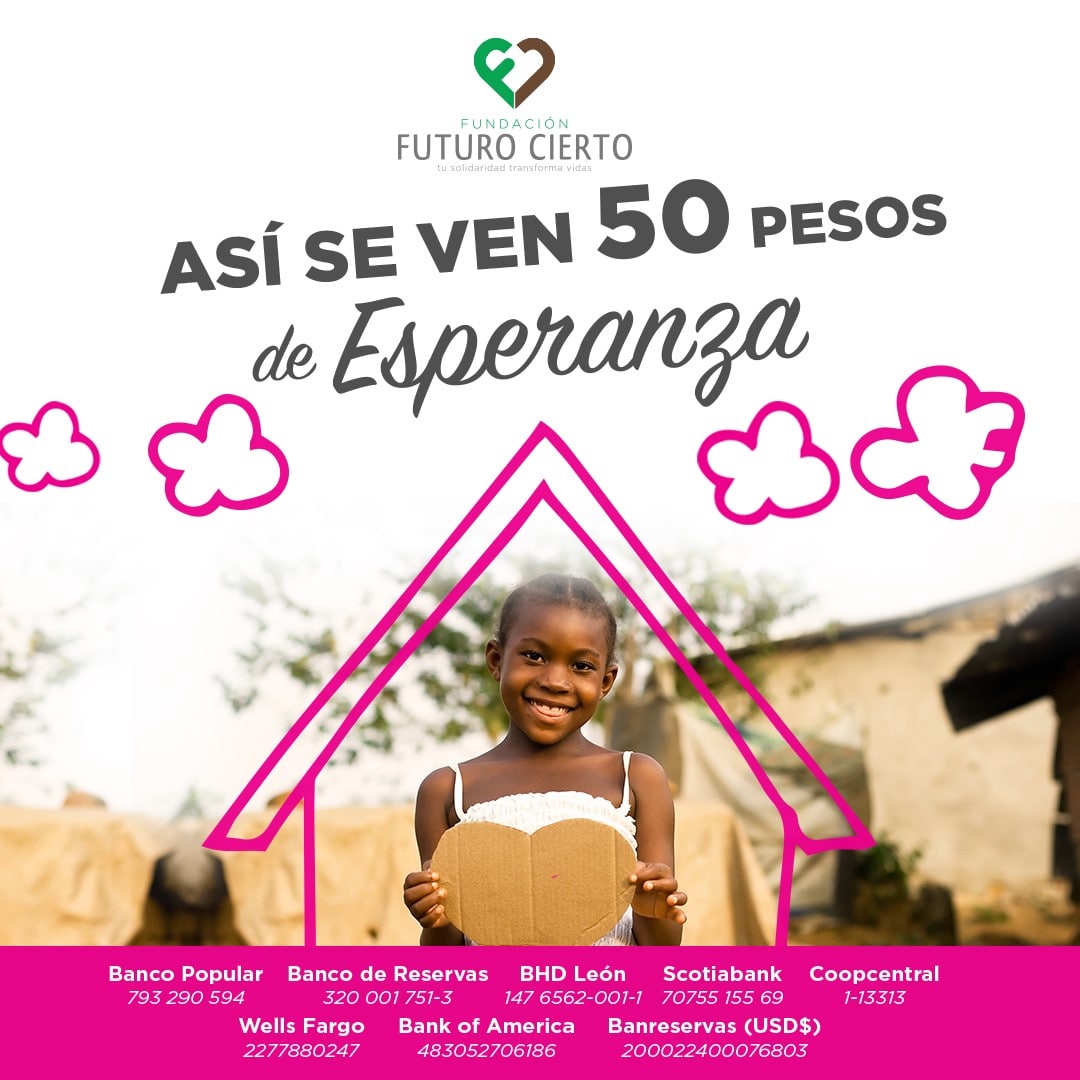 FUNDACIÓN
FUTURO CIERTO
tu solidaridad transforma vidas
ASÍ SE VEN 50 PESOS
de Esperanza
Banco Popular Banco de Reservas BHD León Scotiabank Coopcentral
793 290 594 320 001 751-3 147 6562-001-1 70755 155 69 1-13313
Wells Fargo Bank of America Banreservas (USD$)
2277880247 483052706186 200022400076803